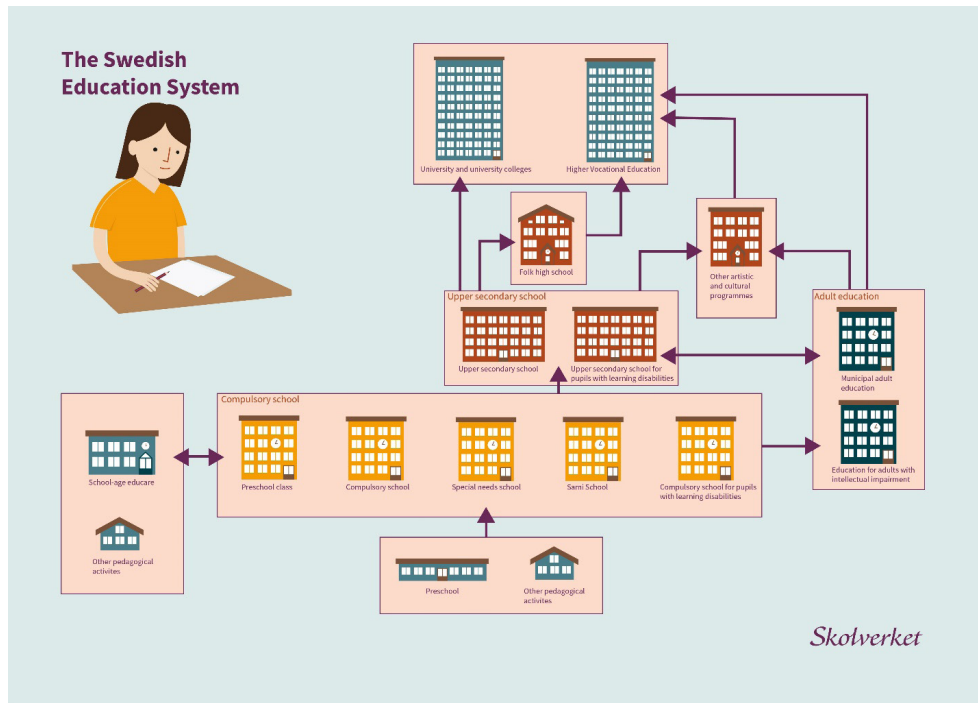 The Swedish
Education System
University and university colleges
Higher Vocational Education
Folk high school
Other artistic
and cultural
programmes
Upper secondary school
Upper secondary school
Upper secondary school for
pupils with learning disabilities
Adult education
Municipal adult
education
Education for adults with
intellectual impairment
Compulsory school
Preschool class
Compulsory school
Special needs school
Sami School
Compulsory school for pupils
with learning disabilities
School-age educare
Other pedagogical
activites
Preschool
Other pedagogical
activites
Skolverket